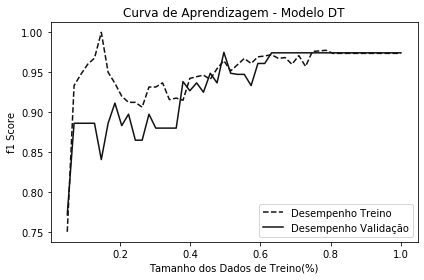 Curva de Aprendizagem - Modelo DT
f1 Score
1.00
0.95
0.90
0.85
0.80
0.75
0.2
0.4
0.6
0.8
1.0
Tamanho dos Dados de Treino(%)
Desempenho Treino
Desempenho Validação